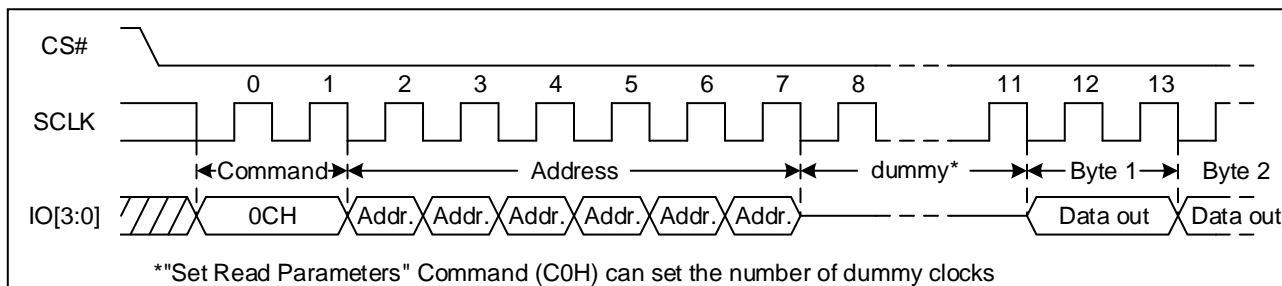 CS#
0 1 2 3 4 5 6 7 8 11 12 13
SCLK
Command Address dummy* Byte 1 Byte 2
IO[3:0] 0CH Addr. Addr. Addr. Addr. Addr. Addr. Data out Data out
*"Set Read Parameters" Command (C0H) can set the number of dummy clocks